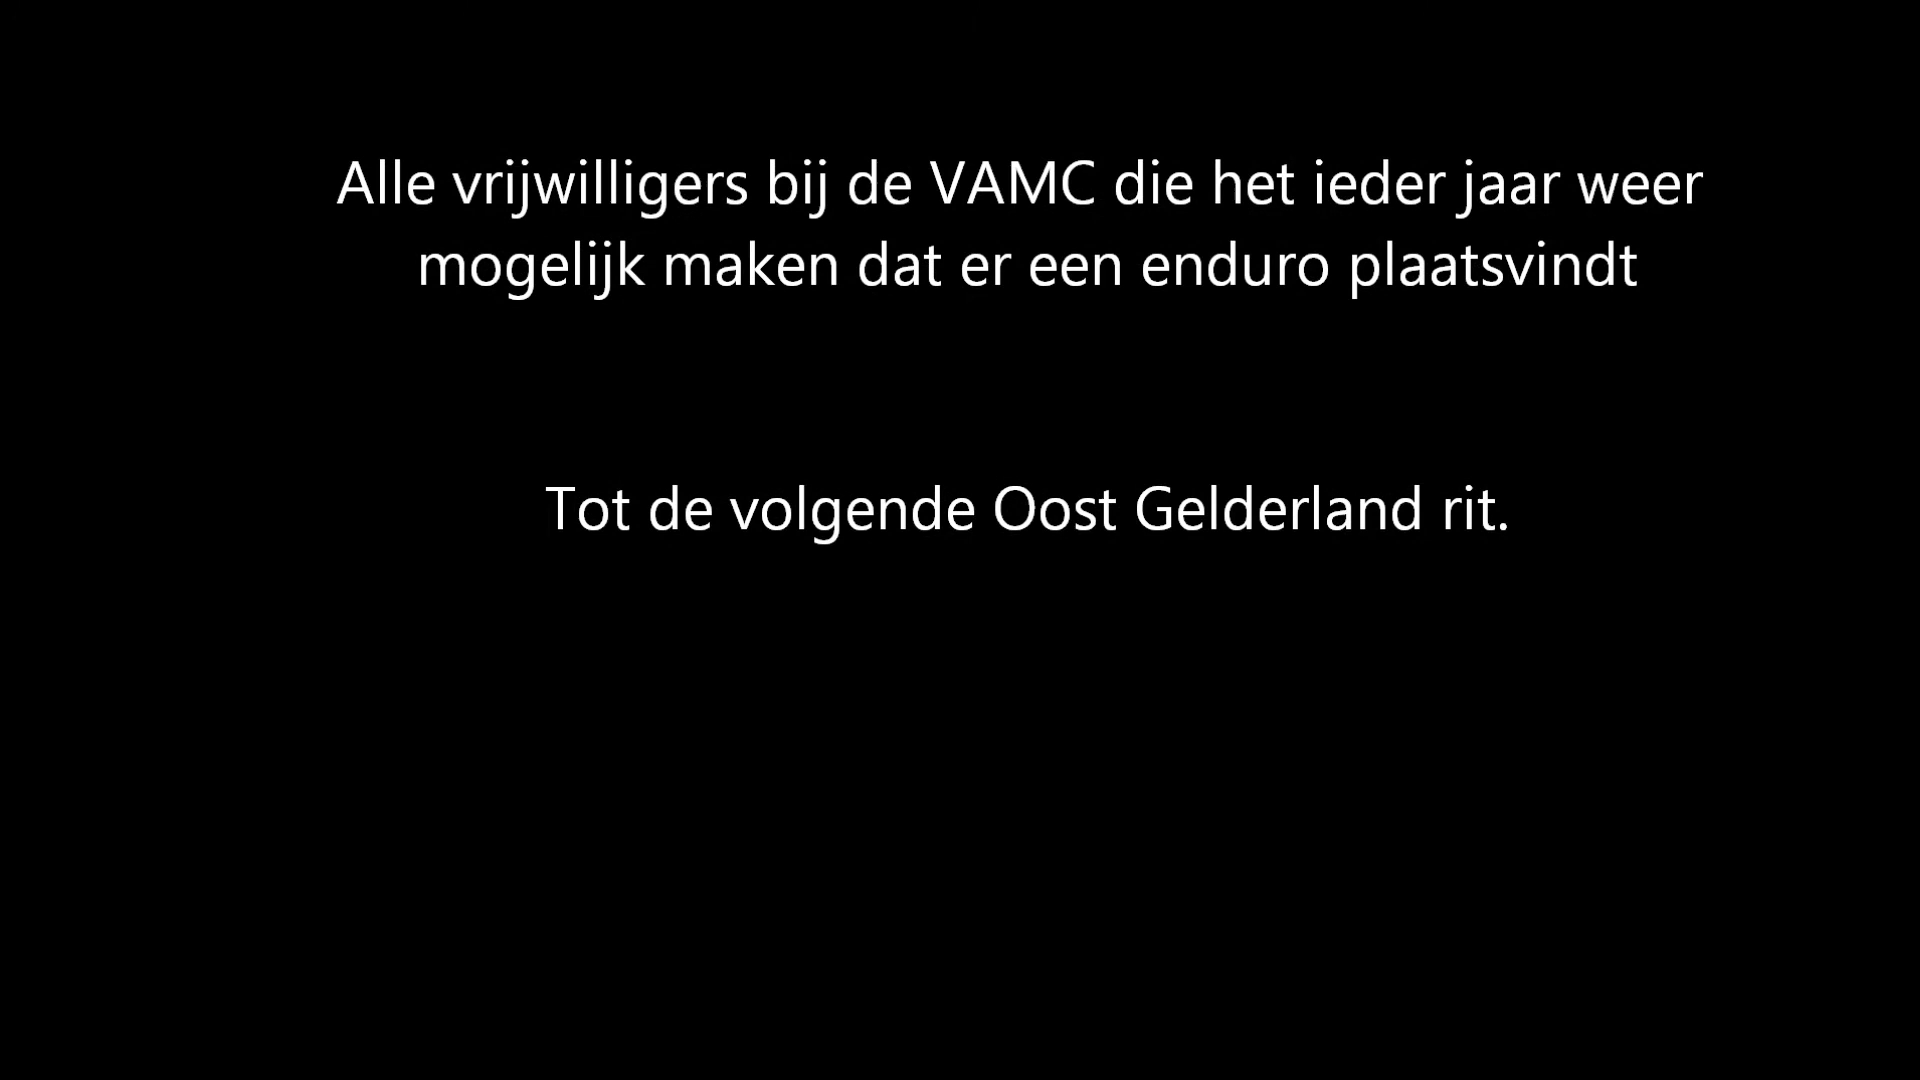 Alle vrijwilligers bij de VAMC die het ieder jaar weer
mogelijk maken dat er een enduro plaatsvindt
Tot de volgende Oost Gelderland rit.